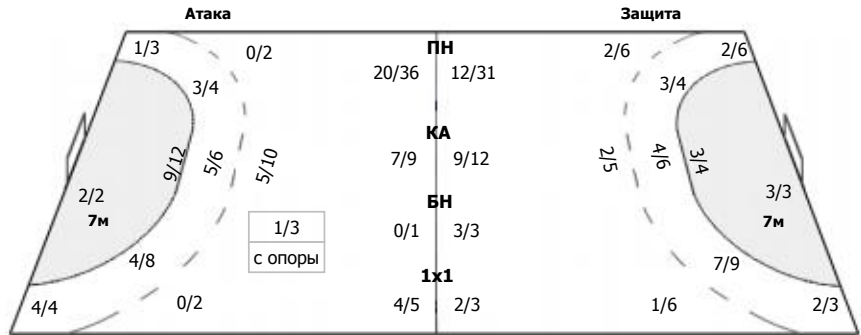 Атака Защита
1/3 0/2 ПН 2/6 2/6
20/36 12/31
3/4 3/4
КА
9/12 5/6 5/10 7/9 9/12 2/5 4/6 3/4
2/2 БН 3/3
7м 7м
1/3 0/1 3/3
с опоры
4/8 7/9
1x1
4/4 0/2 4/5 2/3 1/6 2/3